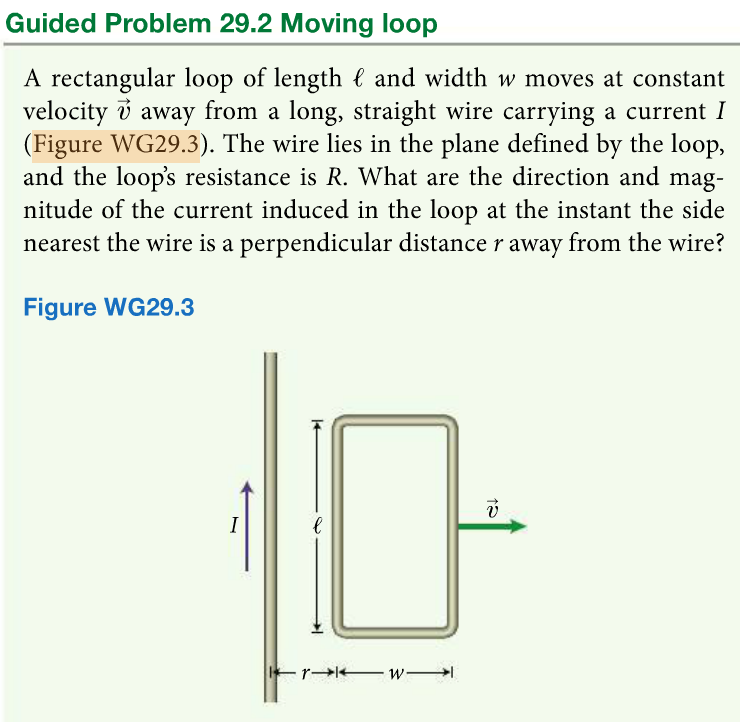 Guided Problem 29.2 Moving loop
A rectangular loop of length ℓ and width w moves at constant
velocity v⃗ away from a long, straight wire carrying a current I
(Figure WG29.3). The wire lies in the plane defined by the loop,
and the loop's resistance is R. What are the direction and mag-
nitude of the current induced in the loop at the instant the side
nearest the wire is a perpendicular distance r away from the wire?
Figure WG29.3
v⃗
I
ℓ
r
w